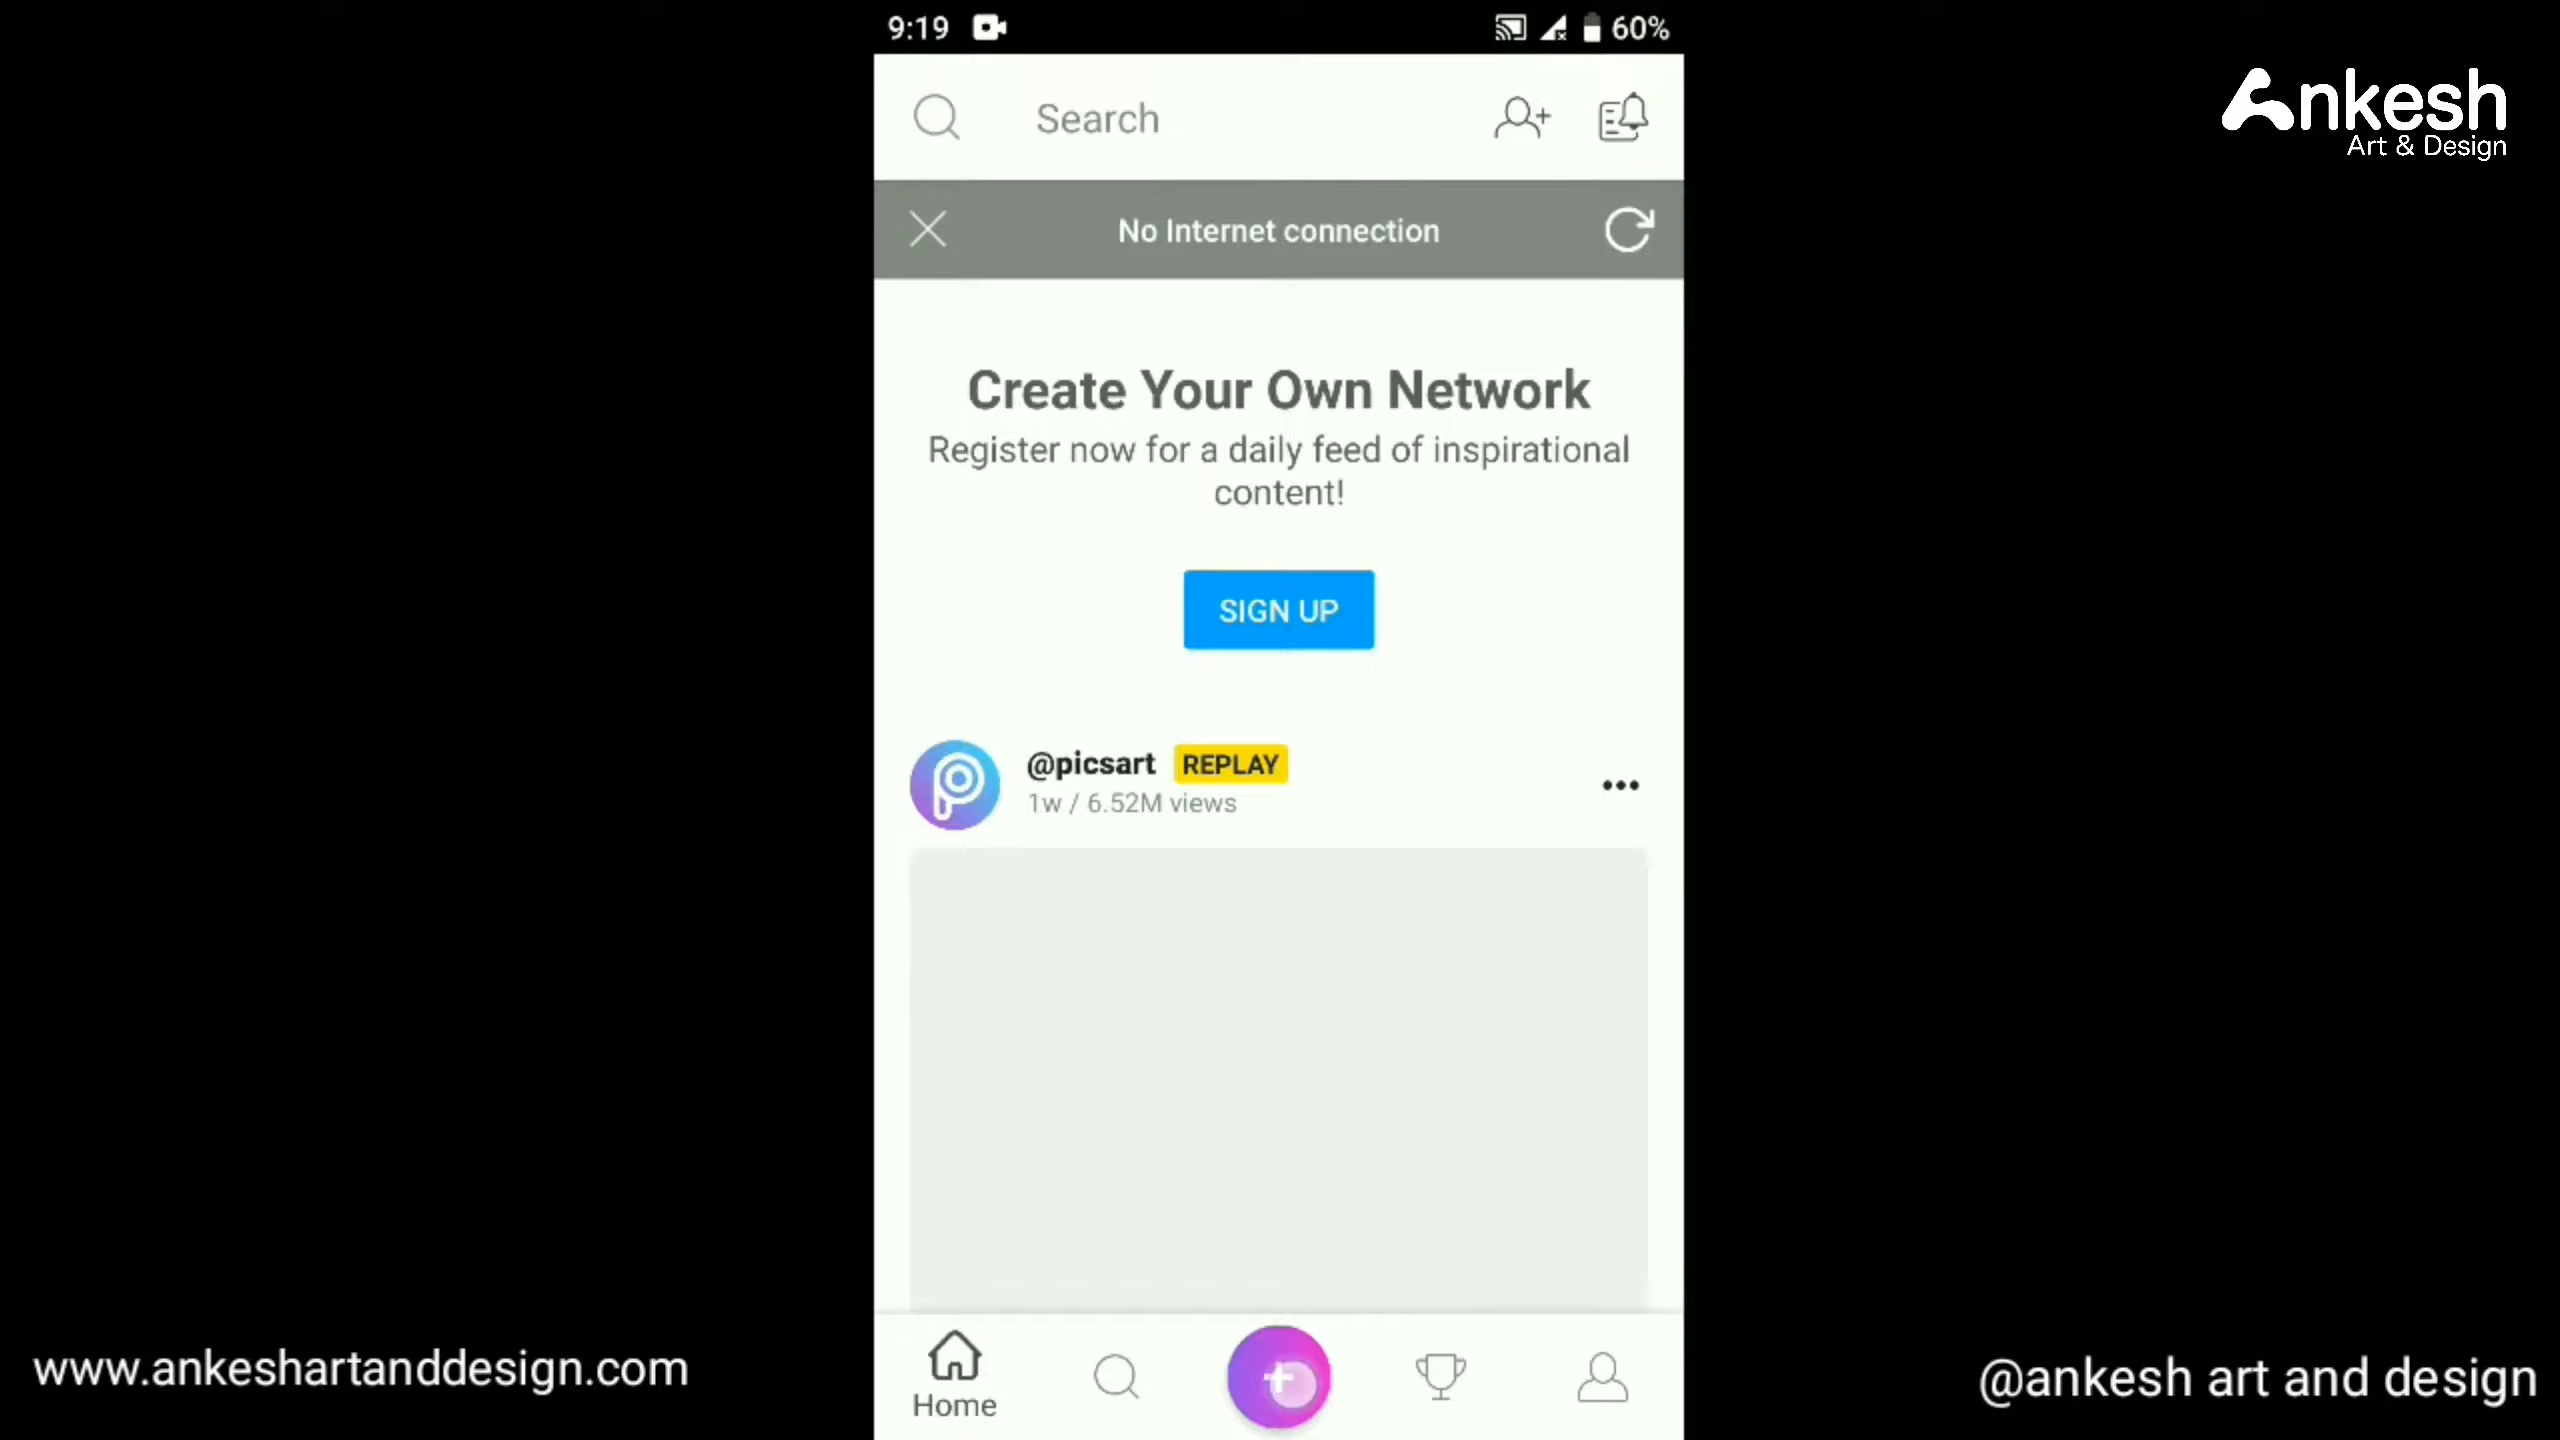 9:19
60%
Ankesh
Art & Design
Search
No Internet connection
Create Your Own Network
Register now for a daily feed of inspirational
content!
SIGN UP
@picsart REPLAY
1w / 6.52M views
Home
www.ankeshartanddesign.com
@ankesh art and design